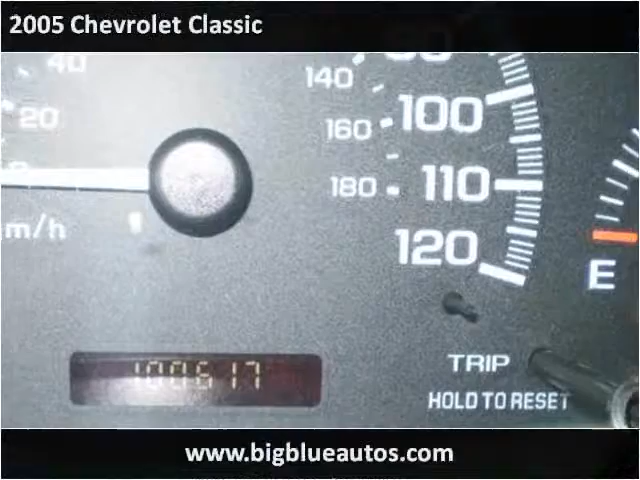 2005 Chevrolet Classic
40
140
20
100
160
180
110
m/h
120
E
100617
TRIP
HOLD TO RESET
www.bigblueautos.com